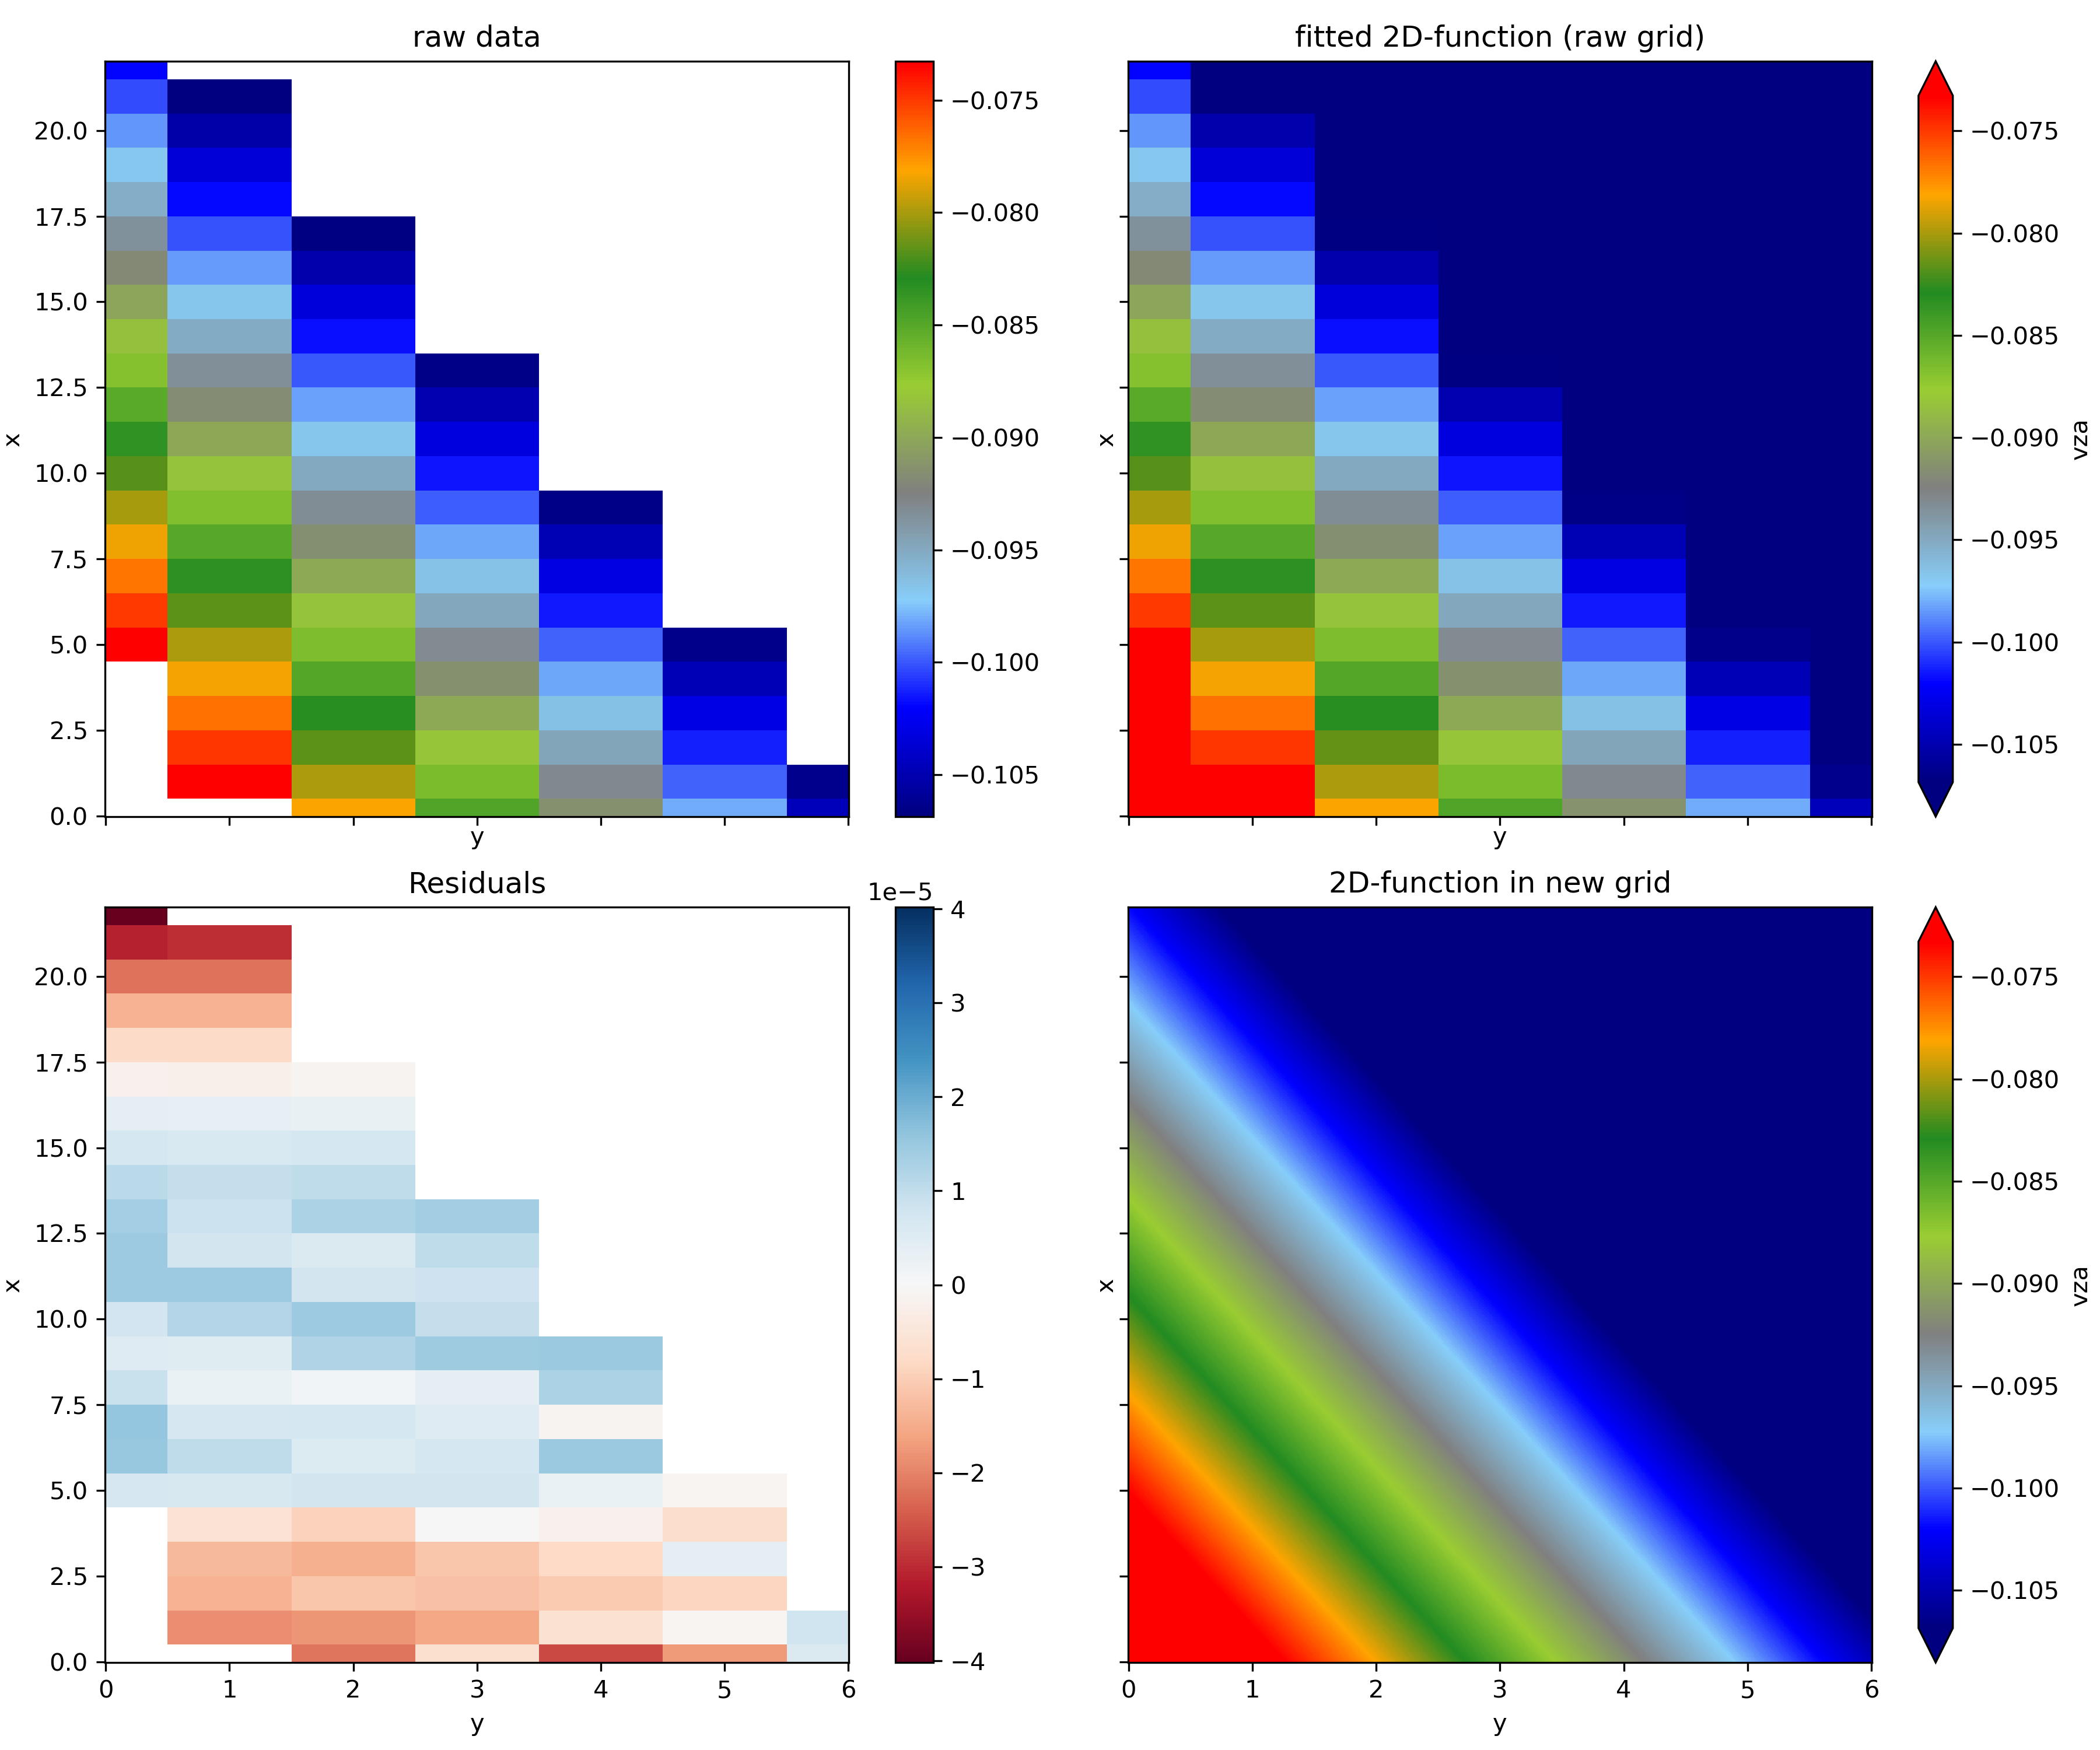 raw data
20.0
17.5
15.0
12.5
10.0
7.5
5.0
2.5
0.0
x
y
−0.075
−0.080
−0.085
−0.090
−0.095
−0.100
−0.105
fitted 2D-function (raw grid)
x
y
−0.075
−0.080
−0.085
−0.090
−0.095
−0.100
−0.105
vza
Residuals
20.0
17.5
15.0
12.5
10.0
7.5
5.0
2.5
0.0
x
0 1 2 3 4 5 6
y
1e−5
4
3
2
1
0
−1
−2
−3
−4
2D-function in new grid
x
0 1 2 3 4 5 6
y
−0.075
−0.080
−0.085
−0.090
−0.095
−0.100
−0.105
vza